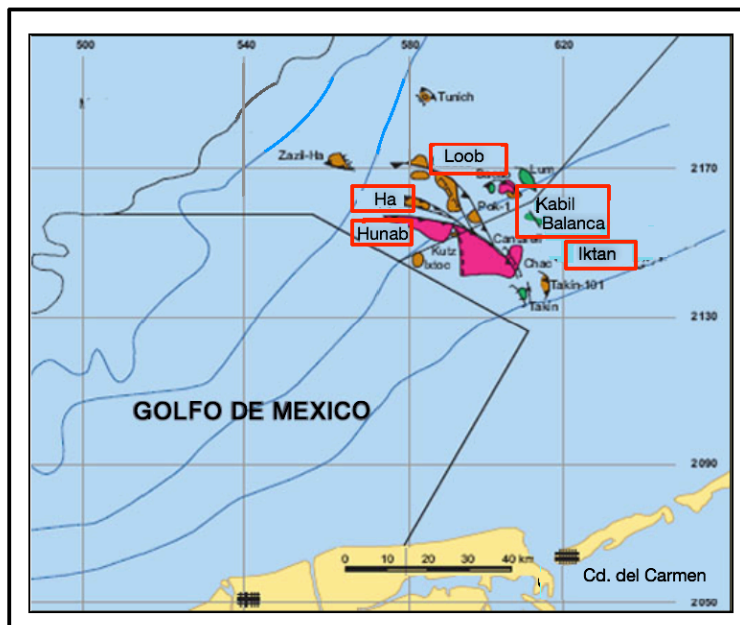 500 540 580 620
Tunich
Zazil-Ha
Loob
Lum
2170
Ha
Pok-1
Kabil
Balanca
Hunab
Cantarell
Kutz
Ixtoc
Chac
Iktan
Takin-101
Takin
2130
GOLFO DE MEXICO
2090
0 10 20 30 40 km
Cd. del Carmen
2050